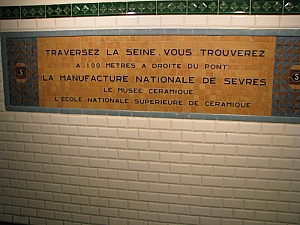 TRAVERSEZ LA SEINE. VOUS TROUVEREZ
A 100 METRES A DROITE DU PONT
LA MANUFACTURE NATIONALE DE SEVRES
LE MUSEE CERAMIQUE
L'ECOLE NATIONALE SUPERIEURE DE CERAMIQUE
S
S